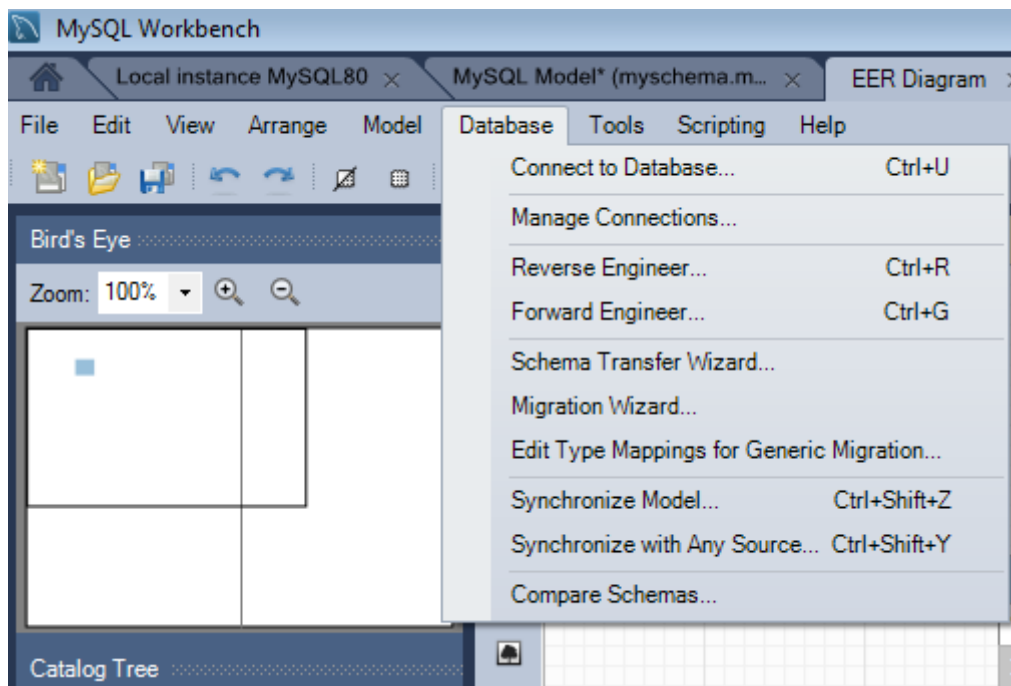 MySQL Workbench
Local instance MySQL80 MySQL Model* (myschema.m... EER Diagram
File Edit View Arrange Model Database Tools Scripting Help
Connect to Database... Ctrl+U
Manage Connections...
Bird's Eye
Reverse Engineer... Ctrl+R
Zoom: 100%
Forward Engineer... Ctrl+G
Schema Transfer Wizard...
Migration Wizard...
Edit Type Mappings for Generic Migration...
Synchronize Model... Ctrl+Shift+Z
Synchronize with Any Source... Ctrl+Shift+Y
Compare Schemas...
Catalog Tree